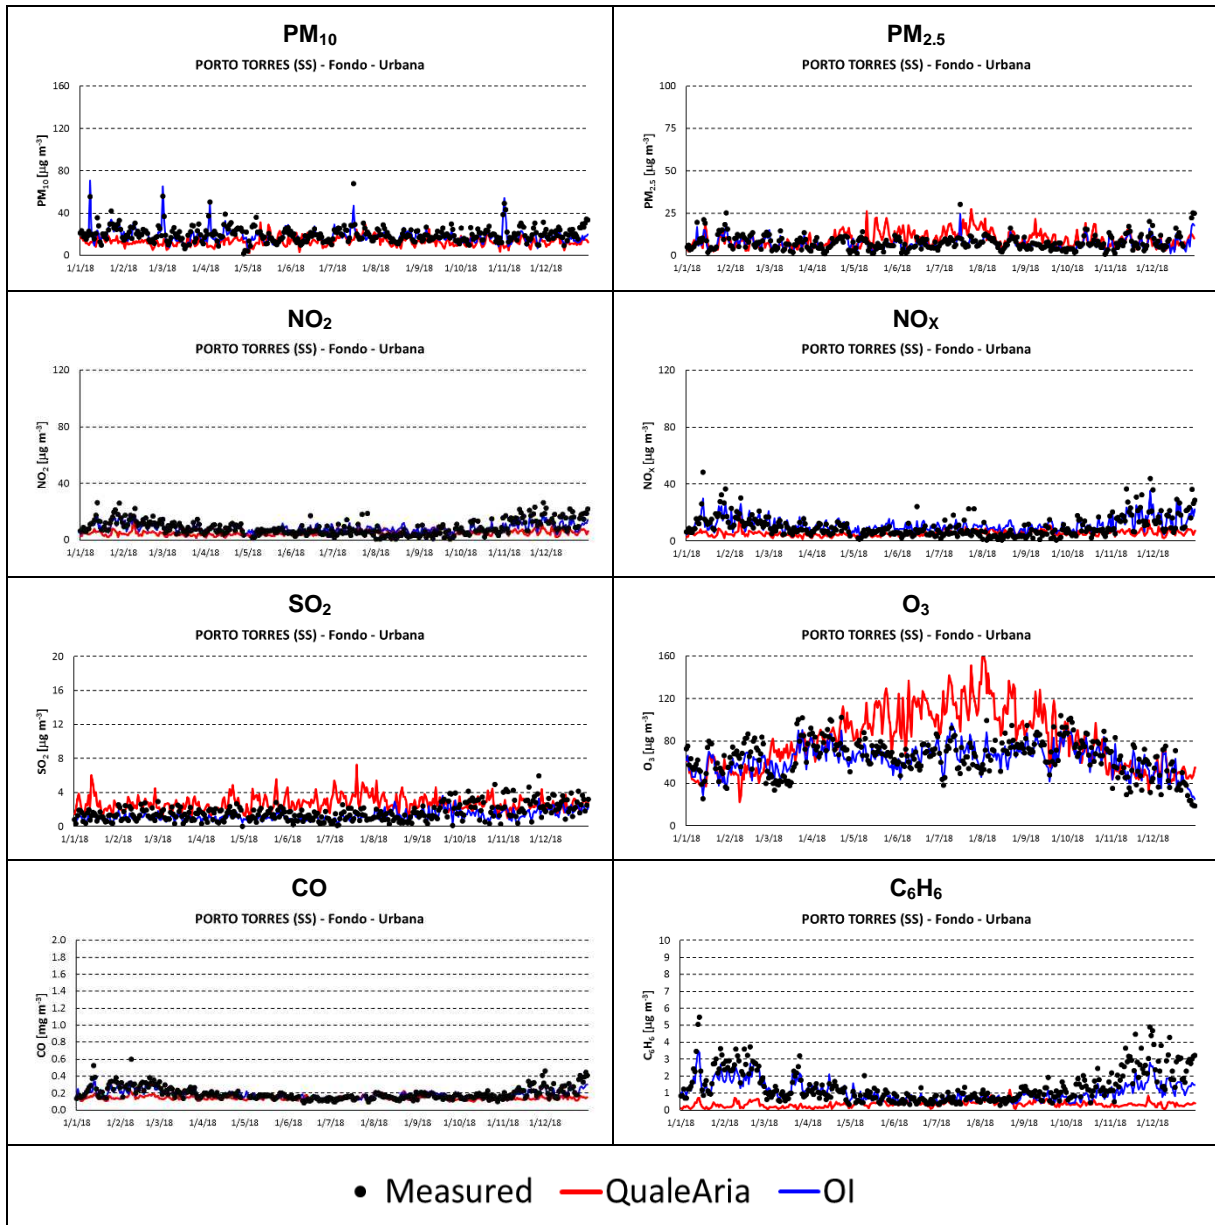 PM10
PORTO TORRES (SS) - Fondo - Urbana
PM10 [µg m-3]
160
120
80
40
0
1/1/18 1/2/18 1/3/18 1/4/18 1/5/18 1/6/18 1/7/18 1/8/18 1/9/18 1/10/18 1/11/18 1/12/18
PM2.5
PORTO TORRES (SS) - Fondo - Urbana
PM2.5 [µg m-3]
100
75
50
25
0
1/1/18 1/2/18 1/3/18 1/4/18 1/5/18 1/6/18 1/7/18 1/8/18 1/9/18 1/10/18 1/11/18 1/12/18
NO2
PORTO TORRES (SS) - Fondo - Urbana
NO2 [µg m-3]
120
80
40
0
1/1/18 1/2/18 1/3/18 1/4/18 1/5/18 1/6/18 1/7/18 1/8/18 1/9/18 1/10/18 1/11/18 1/12/18
NOX
PORTO TORRES (SS) - Fondo - Urbana
NOX [µg m-3]
120
80
40
0
1/1/18 1/2/18 1/3/18 1/4/18 1/5/18 1/6/18 1/7/18 1/8/18 1/9/18 1/10/18 1/11/18 1/12/18
SO2
PORTO TORRES (SS) - Fondo - Urbana
SO2 [µg m-3]
20
16
12
8
4
0
1/1/18 1/2/18 1/3/18 1/4/18 1/5/18 1/6/18 1/7/18 1/8/18 1/9/18 1/10/18 1/11/18 1/12/18
O3
PORTO TORRES (SS) - Fondo - Urbana
O3 [µg m-3]
160
120
80
40
0
1/1/18 1/2/18 1/3/18 1/4/18 1/5/18 1/6/18 1/7/18 1/8/18 1/9/18 1/10/18 1/11/18 1/12/18
CO
PORTO TORRES (SS) - Fondo - Urbana
CO [mg m-3]
2.0
1.8
1.6
1.4
1.2
1.0
0.8
0.6
0.4
0.2
0.0
1/1/18 1/2/18 1/3/18 1/4/18 1/5/18 1/6/18 1/7/18 1/8/18 1/9/18 1/10/18 1/11/18 1/12/18
C6H6
PORTO TORRES (SS) - Fondo - Urbana
C6H6 [µg m-3]
10
9
8
7
6
5
4
3
2
1
0
1/1/18 1/2/18 1/3/18 1/4/18 1/5/18 1/6/18 1/7/18 1/8/18 1/9/18 1/10/18 1/11/18 1/12/18
Measured QualeAria OI